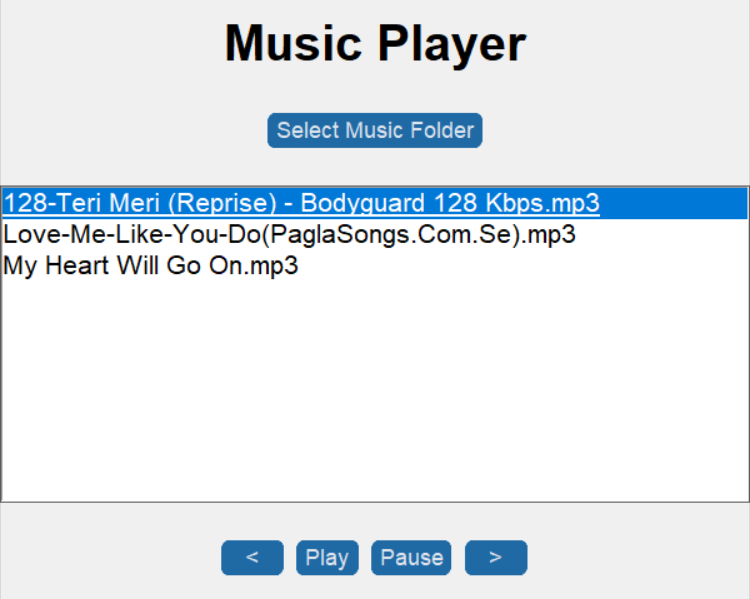 Music Player
Select Music Folder
128-Teri Meri (Reprise) - Bodyguard 128 Kbps.mp3
Love-Me-Like-You-Do(PaglaSongs.Com.Se).mp3
My Heart Will Go On.mp3
< Play Pause >